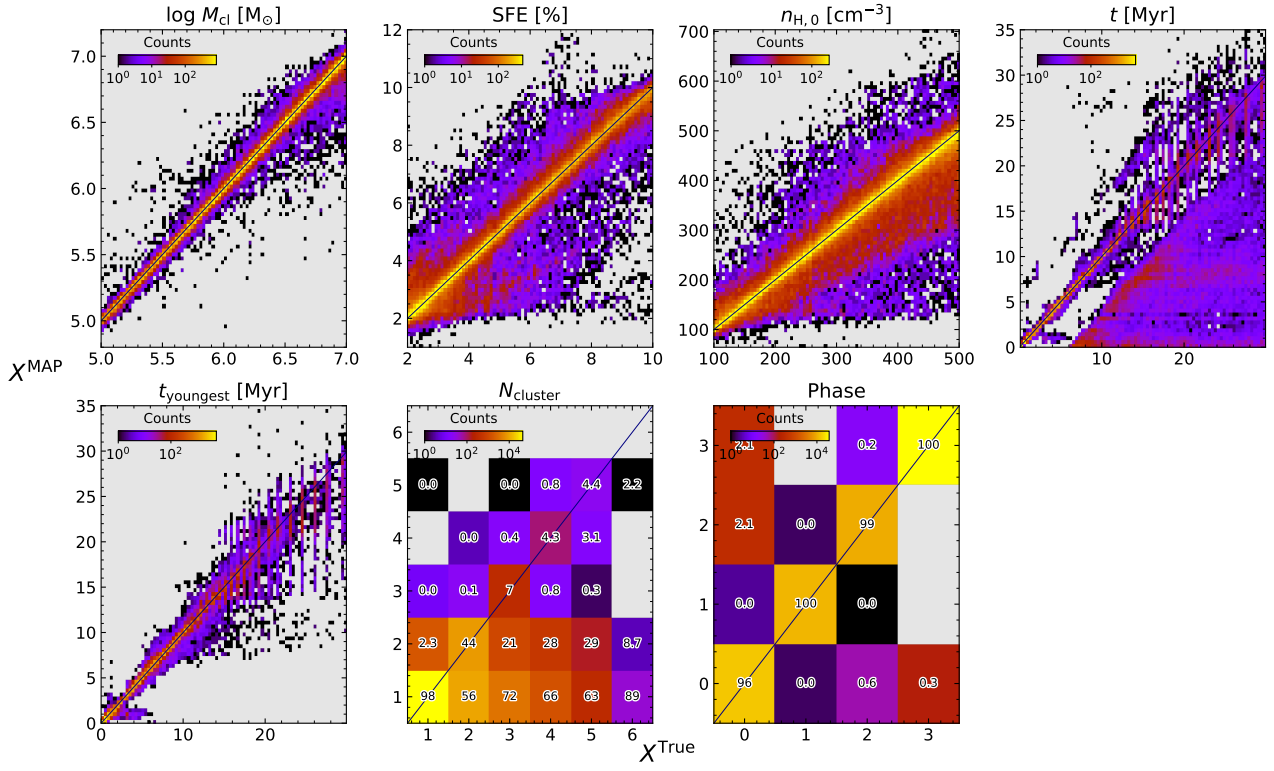 log M_cl [M_⊙]
Counts
10^0 10^1 10^2
7.0
6.5
6.0
5.5
5.0
5.0 5.5 6.0 6.5 7.0
SFE [%]
Counts
10^0 10^1 10^2
12
10
8
6
4
2
2 4 6 8 10
n_H,0 [cm^−3]
Counts
10^0 10^1 10^2
700
600
500
400
300
200
100
100 200 300 400 500
t [Myr]
Counts
10^0 10^2
35
30
25
20
15
10
5
0
10 20
X^MAP
t_youngest [Myr]
Counts
10^0 10^1 10^2
35
30
25
20
15
10
5
0
0 10 20
N_cluster
Counts
10^0 10^1 10^2 10^4
6
5 0.0 0.0 0.8 4.4 2.2
4 0.0 0.4 4.3 3.1
3 0.0 0.1 7 0.8 0.3
2 2.3 44 21 28 29 8.7
1 98 56 72 66 63 89
1 2 3 4 5 6
Phase
Counts
10^0 10^2 10^4
3 2.1 0.2 100
2 2.1 0.0 99
1 0.0 100 0.0
0 96 0.0 0.6 0.3
0 1 2 3
X^True